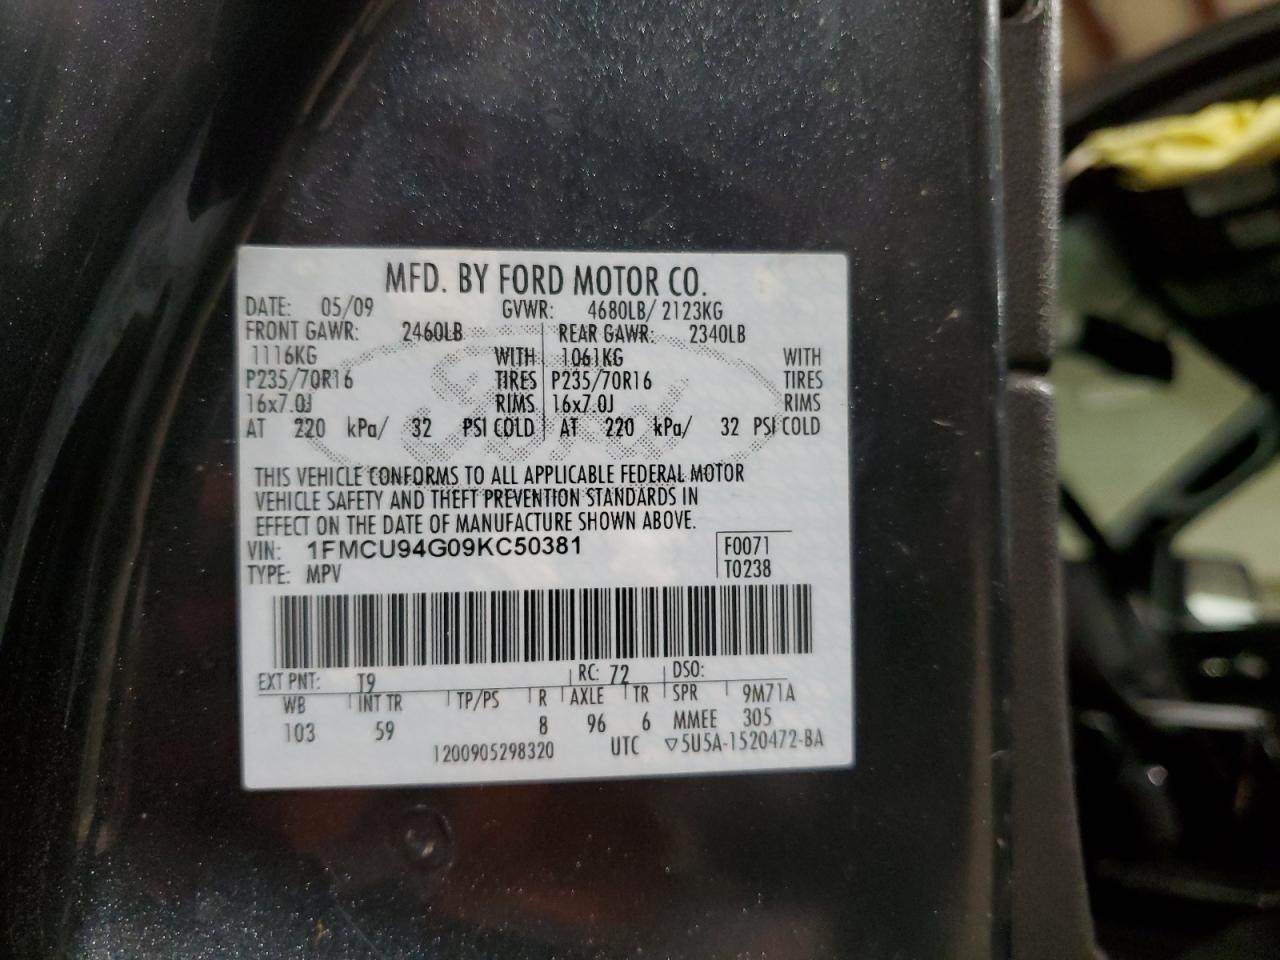 MFD. BY FORD MOTOR CO.
DATE: 05/09 GVWR: 4680LB/ 2123KG
FRONT GAWR: 2460LB REAR GAWR: 2340LB
1116KG WITH 1061KG WITH
P235/70R16 TIRES P235/70R16 TIRES
16x7.0J RIMS 16x7.0J RIMS
AT 220 kPa/ 32 PSI COLD AT 220 kPa/ 32 PSI COLD
THIS VEHICLE CONFORMS TO ALL APPLICABLE FEDERAL MOTOR
VEHICLE SAFETY AND THEFT PREVENTION STANDARDS IN
EFFECT ON THE DATE OF MANUFACTURE SHOWN ABOVE.
VIN: 1FMCU94G09KC50381 F0071
TYPE: MPV T0238
EXT PNT: T9 RC: 72 DSO:
WB INT TR TP/PS R AXLE TR SPR 9M71A
103 59 8 96 6 MMEE 305
1200905298320 UTC ▽5U5A-1520472-BA